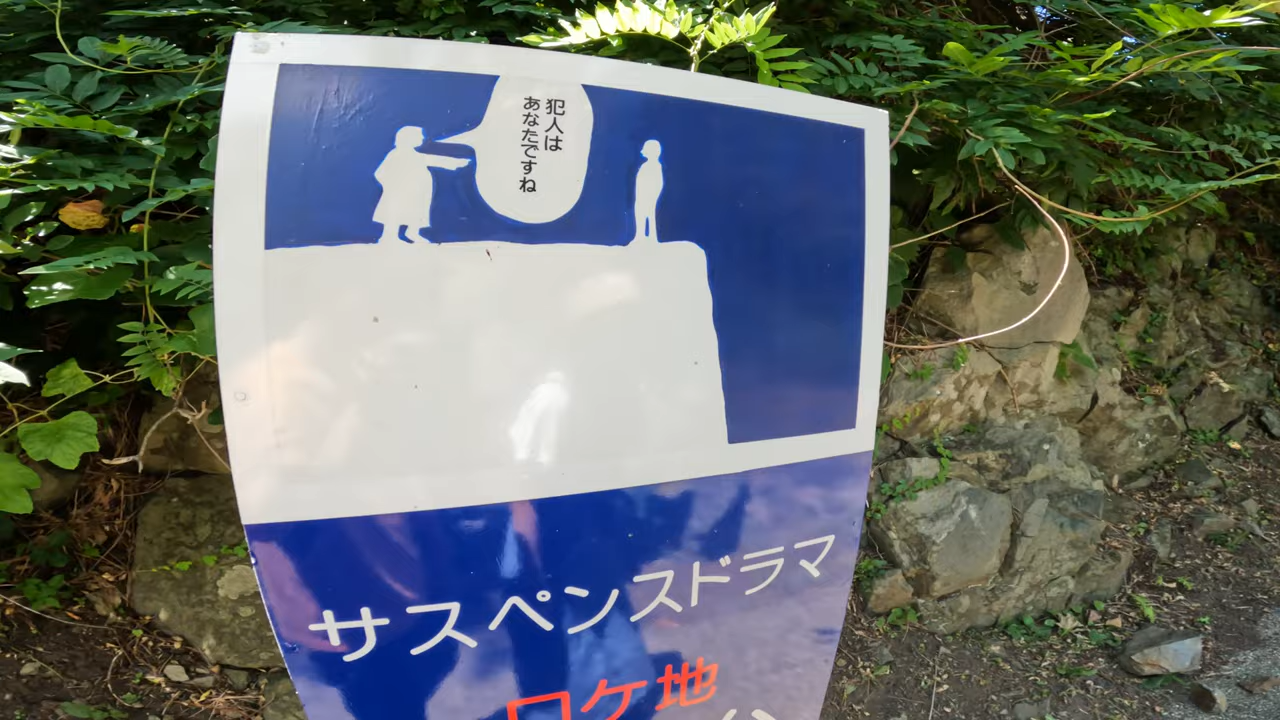 犯人は
あなたですね
サスペンスドラマ
ロケ地